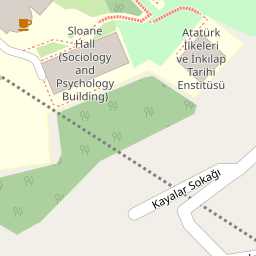 Sloane
Hall
(Sociology
and
Psychology
Building)
Atatürk
İlkeleri
ve İnkılap
Tarihi
Enstitüsü
Kayalar Sokağı